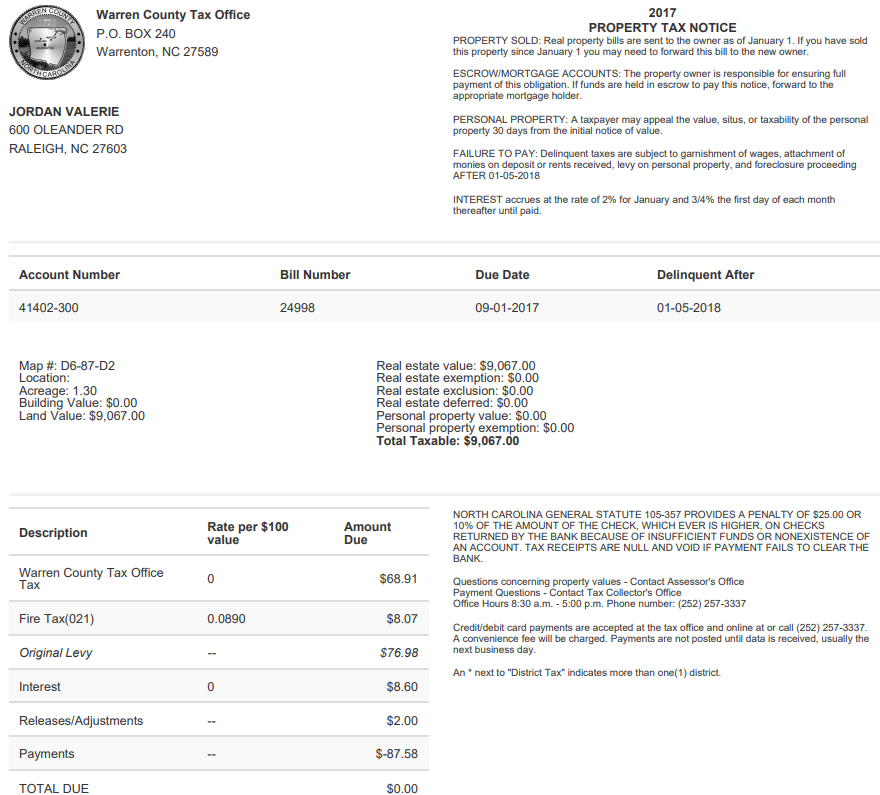 WARREN COUNTY
NORTH CAROLINA
Warren County Tax Office
P.O. BOX 240
Warrenton, NC 27589
JORDAN VALERIE
600 OLEANDER RD
RALEIGH, NC 27603
2017
PROPERTY TAX NOTICE
PROPERTY SOLD: Real property bills are sent to the owner as of January 1. If you have sold
this property since January 1 you may need to forward this bill to the new owner.
ESCROW/MORTGAGE ACCOUNTS: The property owner is responsible for ensuring full
payment of this obligation. If funds are held in escrow to pay this notice, forward to the
appropriate mortgage holder.
PERSONAL PROPERTY: A taxpayer may appeal the value, situs, or taxability of the personal
property 30 days from the initial notice of value.
FAILURE TO PAY: Delinquent taxes are subject to garnishment of wages, attachment of
monies on deposit or rents received, levy on personal property, and foreclosure proceeding
AFTER 01-05-2018
INTEREST accrues at the rate of 2% for January and 3/4% the first day of each month
thereafter until paid.
Account Number Bill Number Due Date Delinquent After
41402-300 24998 09-01-2017 01-05-2018
Map #: D6-87-D2
Location:
Acreage: 1.30
Building Value: $0.00
Land Value: $9,067.00
Real estate value: $9,067.00
Real estate exemption: $0.00
Real estate exclusion: $0.00
Real estate deferred: $0.00
Personal property value: $0.00
Personal property exemption: $0.00
Total Taxable: $9,067.00
Description Rate per $100 value Amount Due
Warren County Tax Office Tax 0 $68.91
Fire Tax(021) 0.0890 $8.07
Original Levy -- $76.98
Interest 0 $8.60
Releases/Adjustments -- $2.00
Payments -- $-87.58
TOTAL DUE $0.00
NORTH CAROLINA GENERAL STATUTE 105-357 PROVIDES A PENALTY OF $25.00 OR
10% OF THE AMOUNT OF THE CHECK, WHICH EVER IS HIGHER, ON CHECKS
RETURNED BY THE BANK BECAUSE OF INSUFFICIENT FUNDS OR NONEXISTENCE OF
AN ACCOUNT. TAX RECEIPTS ARE NULL AND VOID IF PAYMENT FAILS TO CLEAR THE
BANK.
Questions concerning property values - Contact Assessor's Office
Payment Questions - Contact Tax Collector's Office
Office Hours 8:30 a.m. - 5:00 p.m. Phone number: (252) 257-3337
Credit/debit card payments are accepted at the tax office and online at or call (252) 257-3337.
A convenience fee will be charged. Payments are not posted until data is received, usually the
next business day.
An * next to "District Tax" indicates more than one(1) district.